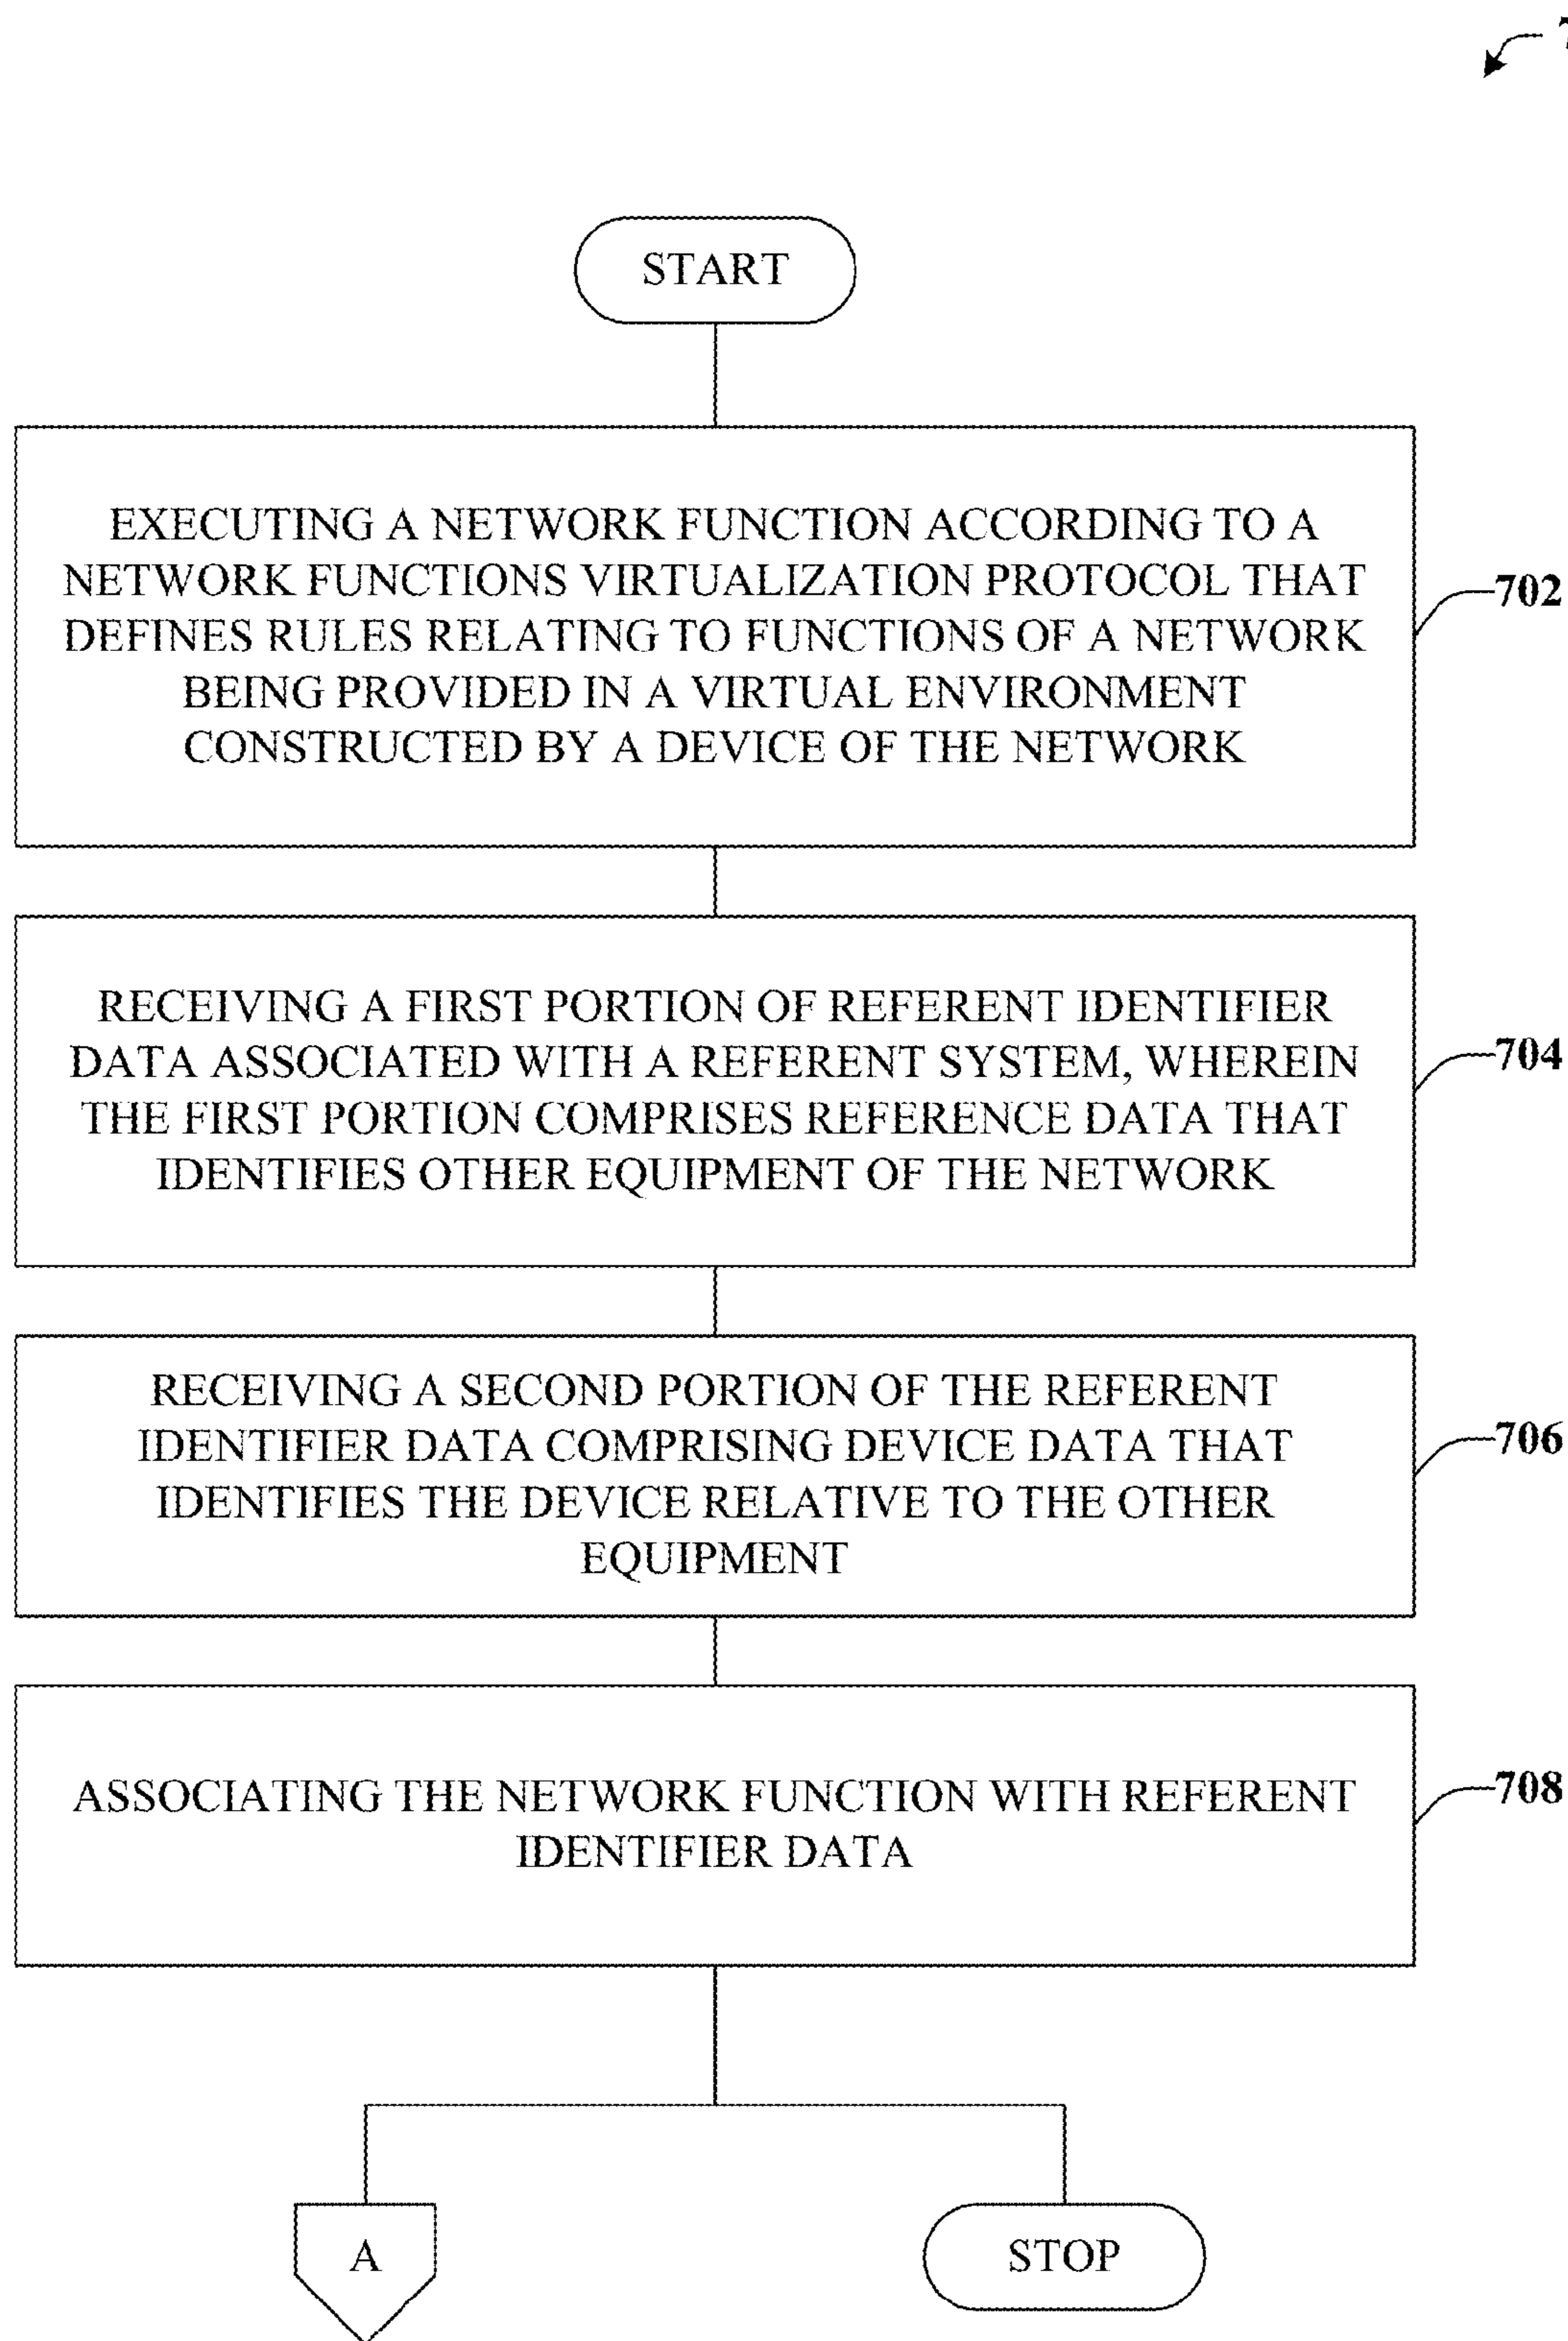 START
EXECUTING A NETWORK FUNCTION ACCORDING TO A
NETWORK FUNCTIONS VIRTUALIZATION PROTOCOL THAT
DEFINES RULES RELATING TO FUNCTIONS OF A NETWORK
BEING PROVIDED IN A VIRTUAL ENVIRONMENT
CONSTRUCTED BY A DEVICE OF THE NETWORK
702
RECEIVING A FIRST PORTION OF REFERENT IDENTIFIER
DATA ASSOCIATED WITH A REFERENT SYSTEM, WHEREIN
THE FIRST PORTION COMPRISES REFERENCE DATA THAT
IDENTIFIES OTHER EQUIPMENT OF THE NETWORK
704
RECEIVING A SECOND PORTION OF THE REFERENT
IDENTIFIER DATA COMPRISING DEVICE DATA THAT
IDENTIFIES THE DEVICE RELATIVE TO THE OTHER
EQUIPMENT
706
ASSOCIATING THE NETWORK FUNCTION WITH REFERENT
IDENTIFIER DATA
708
A
STOP